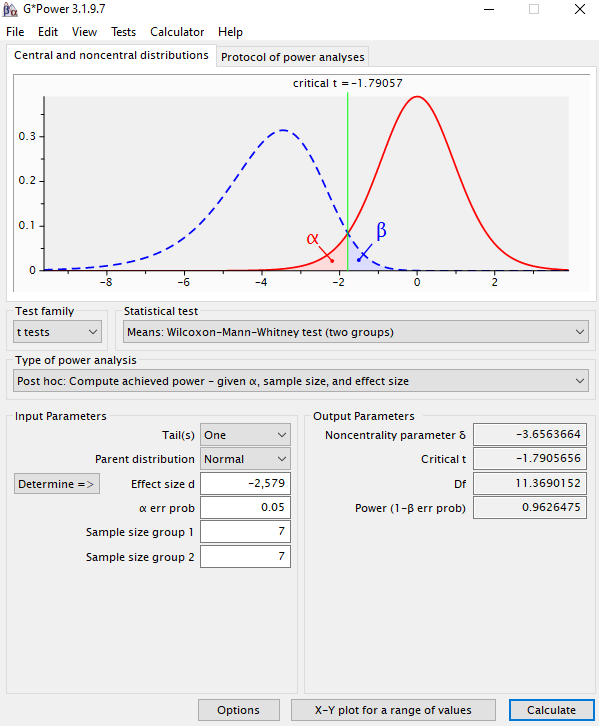 G*Power 3.1.9.7
File Edit View Tests Calculator Help
Central and noncentral distributions Protocol of power analyses
critical t = -1.79057
0.3
0.2
0.1
0
α β
-8 -6 -4 -2 0 2
Test family Statistical test
t tests Means: Wilcoxon-Mann-Whitney test (two groups)
Type of power analysis
Post hoc: Compute achieved power - given α, sample size, and effect size
Input Parameters
Tail(s) One
Parent distribution Normal
Determine => Effect size d -2,579
α err prob 0.05
Sample size group 1 7
Sample size group 2 7
Output Parameters
Noncentrality parameter δ -3.6563664
Critical t -1.7905656
Df 11.3690152
Power (1-β err prob) 0.9626475
Options X-Y plot for a range of values Calculate